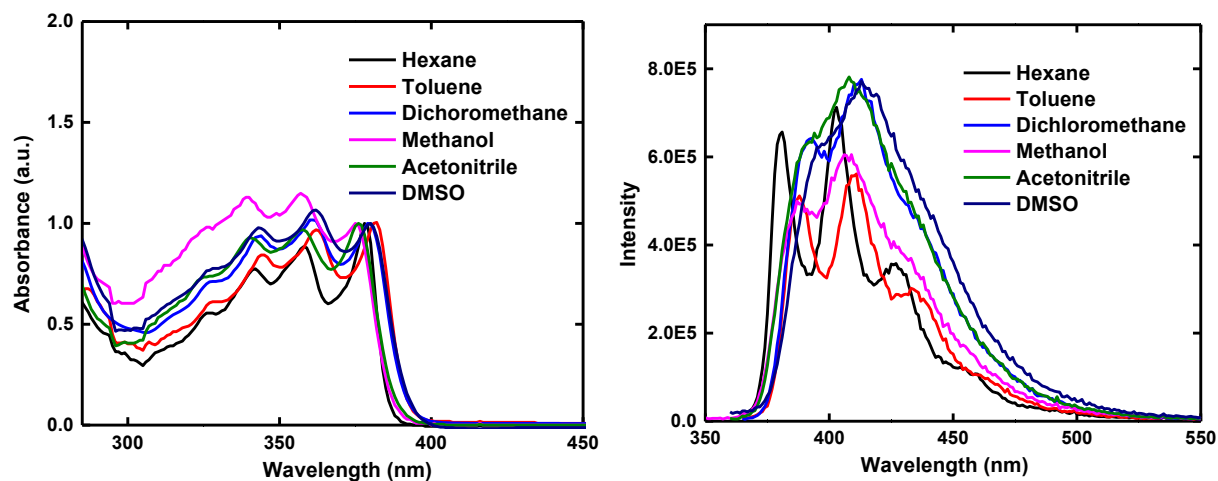 2.0
1.5
1.0
0.5
0.0
Absorbance (a.u.)
300
350
400
450
Wavelength (nm)
Hexane
Toluene
Dichoromethane
Methanol
Acetonitrile
DMSO
8.0E5
6.0E5
4.0E5
2.0E5
0.0
Intensity
350
400
450
500
550
Wavelength (nm)
Hexane
Toluene
Dichloromethane
Methanol
Acetonitrile
DMSO